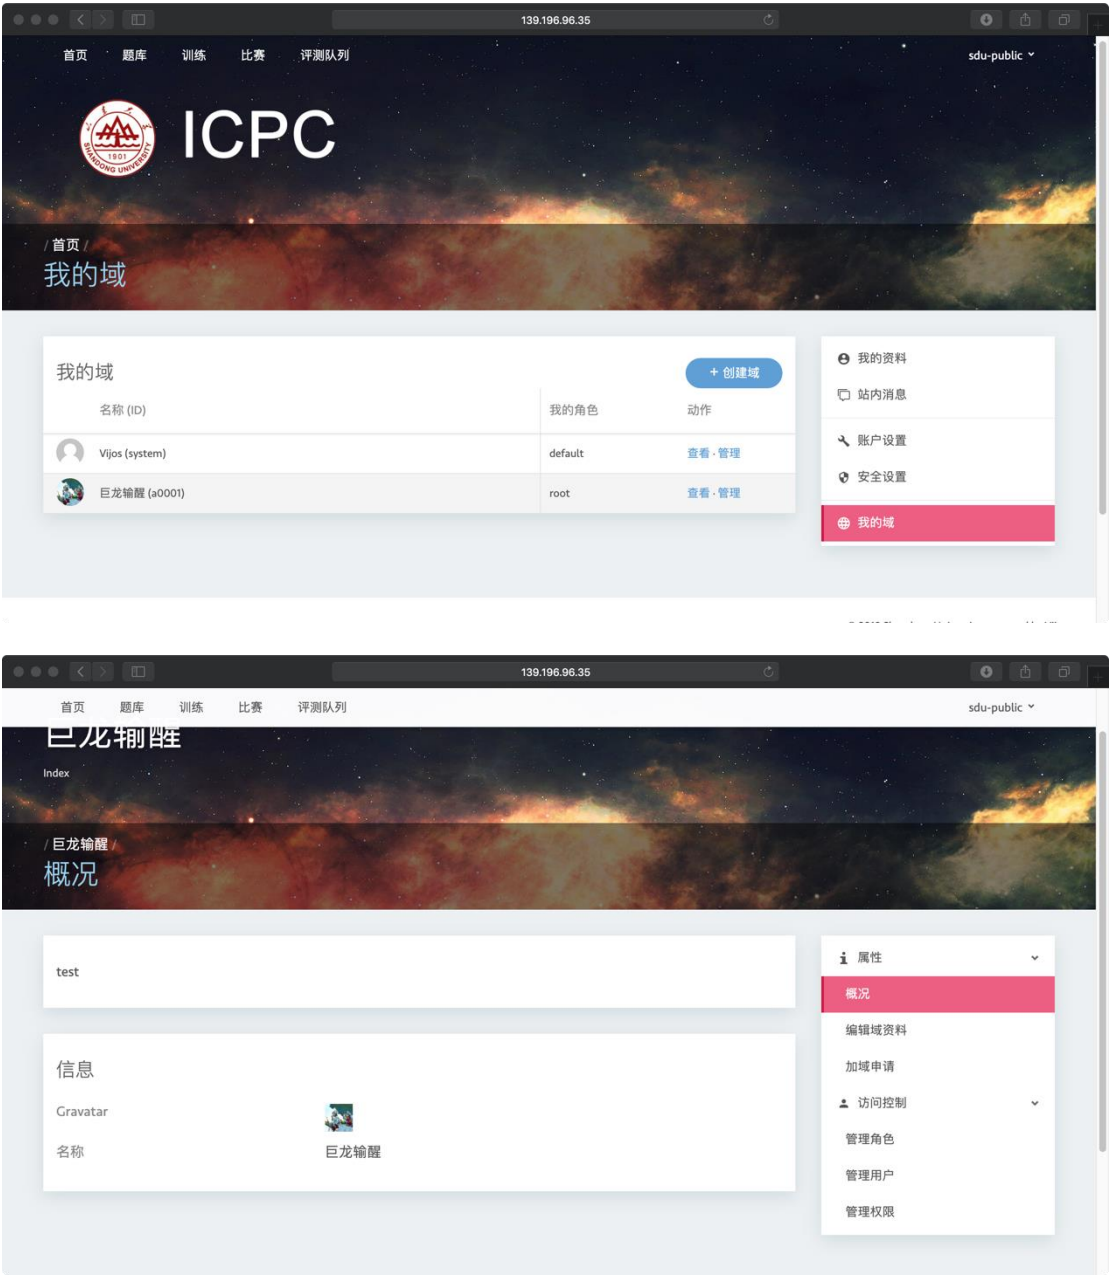 139.196.96.35
首页 题库 训练 比赛 评测队列 sdu-public
SHANDONG UNIVERSITY
1901
ICPC
/ 首页 /
我的域
我的域
+ 创建域
名称 (ID) 我的角色 动作
Vijos (system) default 查看 · 管理
巨龙输醒 (a0001) root 查看 · 管理
我的资料
站内消息
账户设置
安全设置
我的域
139.196.96.35
首页 题库 训练 比赛 评测队列 sdu-public
巨龙输醒
Index
/ 巨龙输醒 /
概况
test
信息
Gravatar
名称 巨龙输醒
属性
概况
编辑域资料
加域申请
访问控制
管理角色
管理用户
管理权限